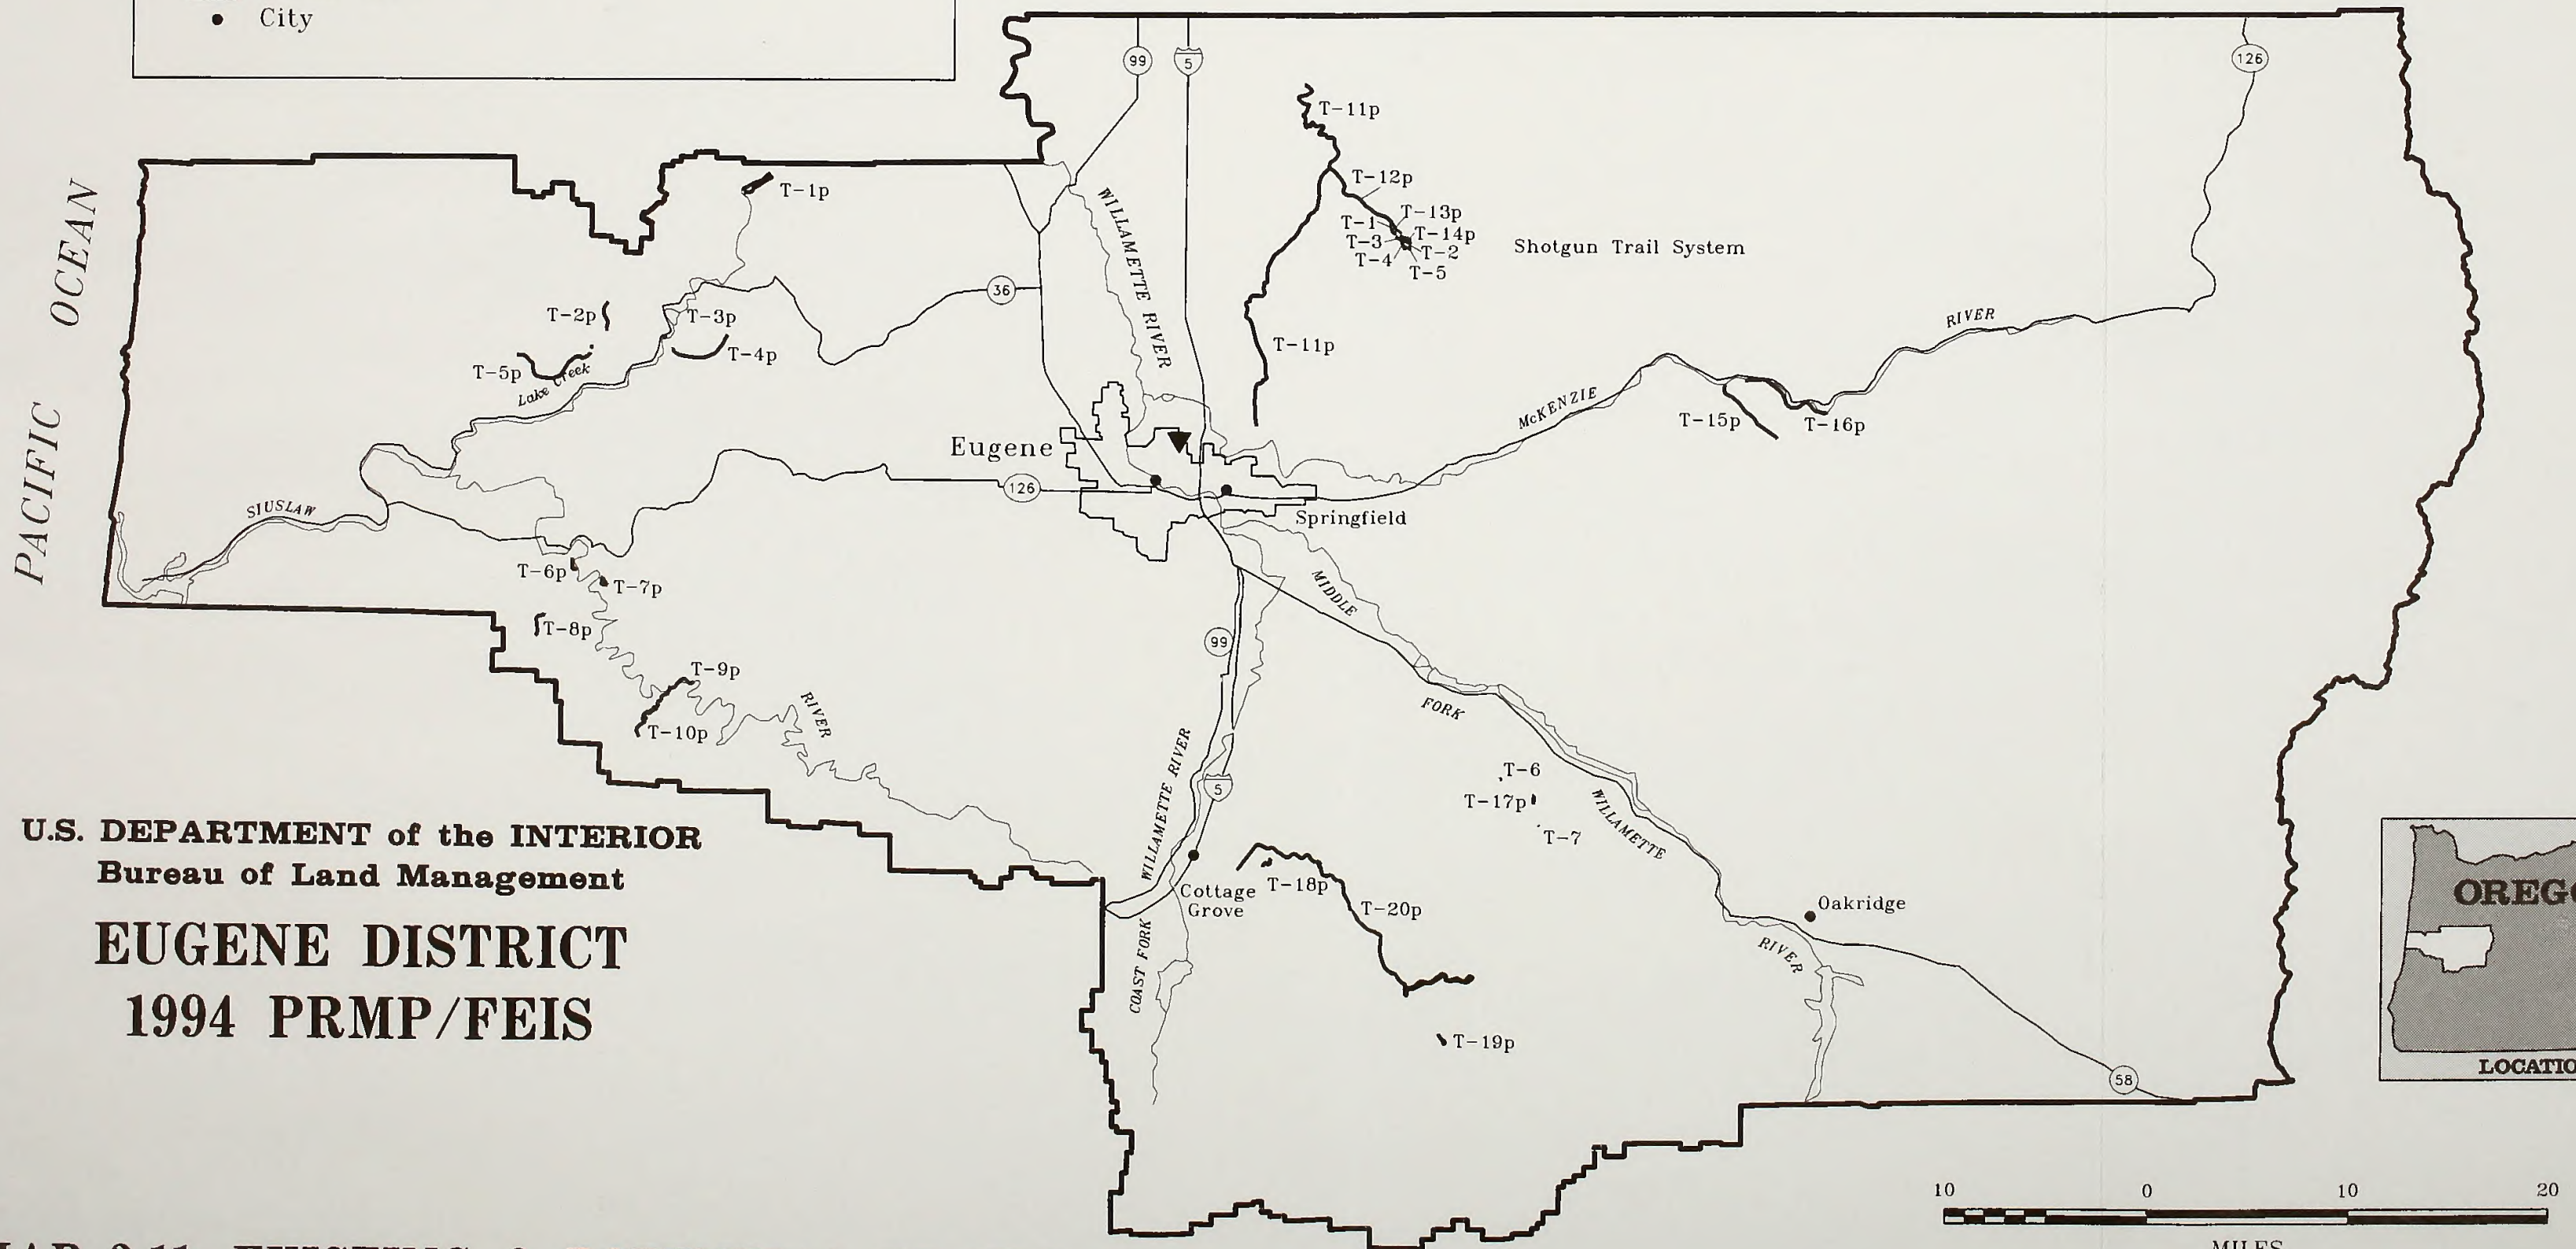 City
99
5
126
T-11p
T-12p
T-13p
T-1
T-14p
T-3
T-2
T-4
T-5
Shotgun Trail System
T-1p
PACIFIC OCEAN
WILLAMETTE RIVER
36
T-2p
T-3p
T-4p
T-5p
Lake Creek
T-11p
RIVER
McKENZIE
T-15p
T-16p
Eugene
126
Springfield
SIUSLAW
T-6p
T-7p
T-8p
T-9p
T-10p
RIVER
99
MIDDLE
FORK
WILLAMETTE
RIVER
WILLAMETTE RIVER
5
T-6
T-17p
T-7
Cottage
Grove
COAST FORK
T-18p
T-20p
T-19p
Oakridge
58
U.S. DEPARTMENT of the INTERIOR
Bureau of Land Management
EUGENE DISTRICT
1994 PRMP/FEIS
OREG
LOCATIO
10 0 10 20
MILES